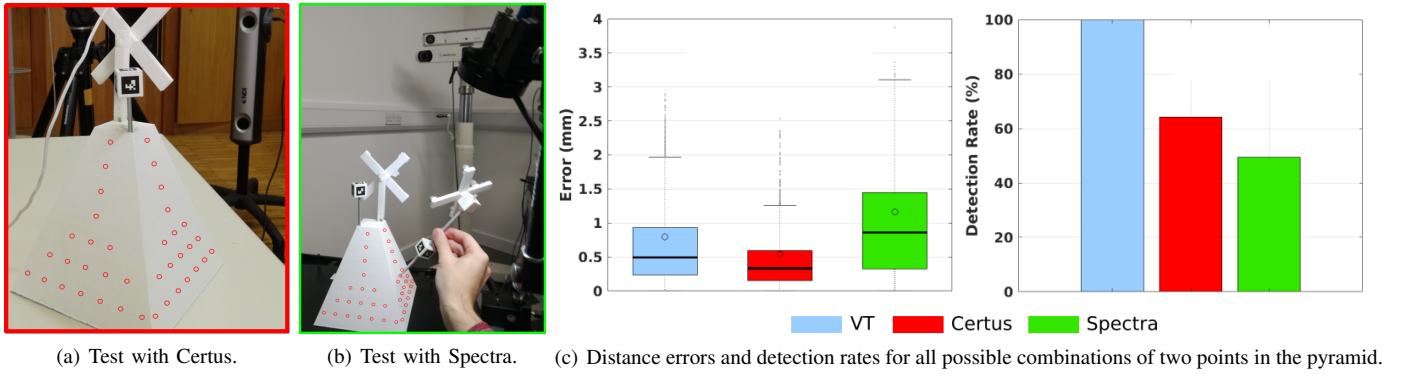 NDI
4
3.5
3
2.5
2
1.5
1
0.5
0
Error (mm)
100
80
60
40
20
0
Detection Rate (%)
VT Certus Spectra
(a) Test with Certus.
(b) Test with Spectra.
(c) Distance errors and detection rates for all possible combinations of two points in the pyramid.